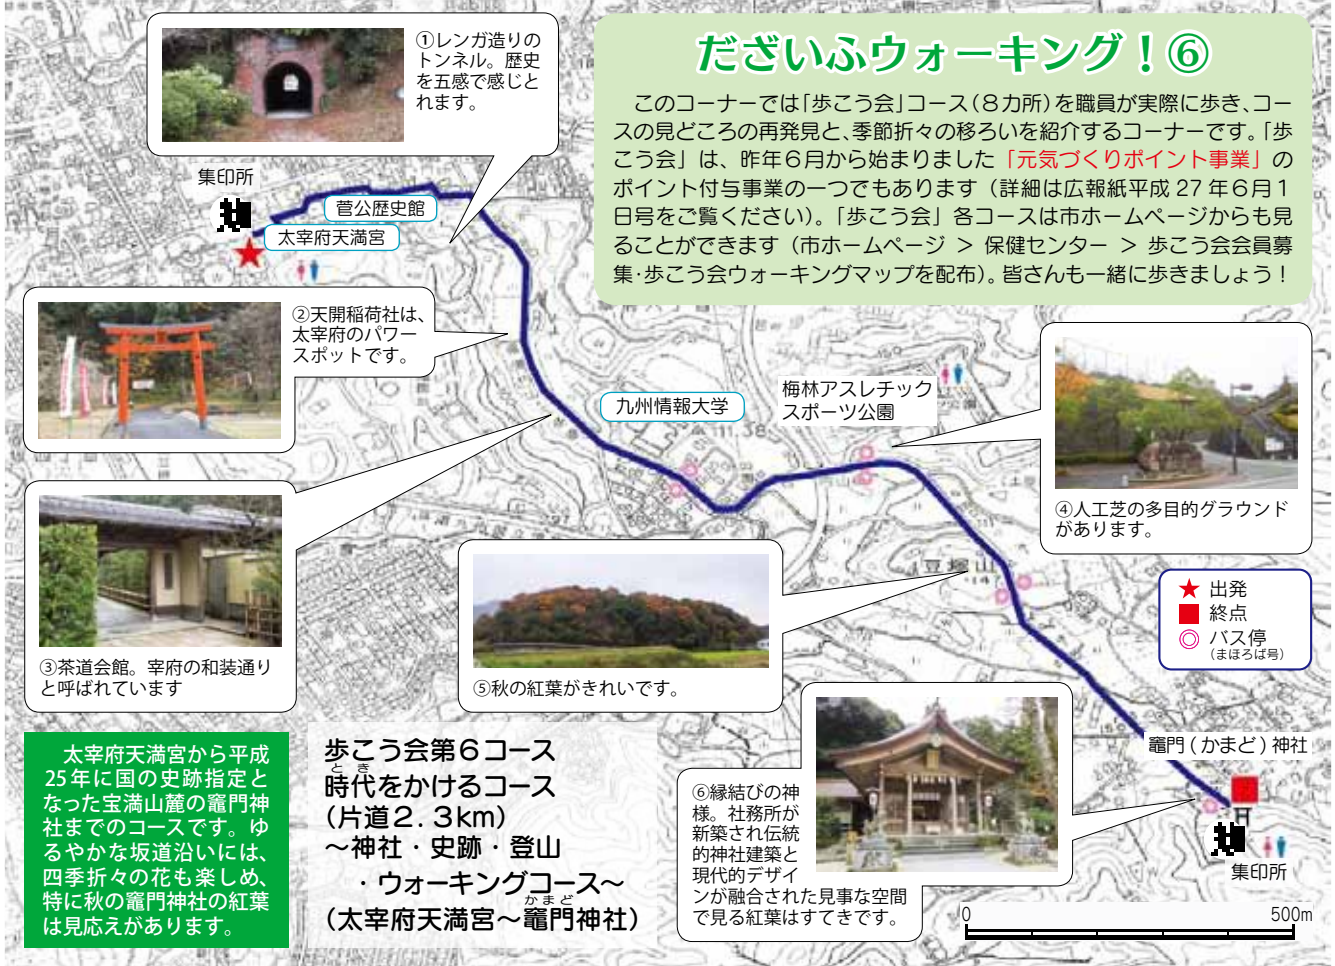 だざいふウォーキング！⑥
このコーナーでは「歩こう会」コース（８カ所）を職員が実際に歩き、コー
スの見どころの再発見と、季節折々の移ろいを紹介するコーナーです。「歩
こう会」は、昨年６月から始まりました「元気づくりポイント事業」の
ポイント付与事業の一つでもあります（詳細は広報紙平成 27 年６月１
日号をご覧ください）。「歩こう会」各コースは市ホームページからも見
ることができます（市ホームページ ＞ 保健センター ＞ 歩こう会会員募
集・歩こう会ウォーキングマップを配布）。皆さんも一緒に歩きましょう！
①レンガ造りの
トンネル。歴史
を五感で感じと
れます。
集印所
菅公歴史館
太宰府天満宮
②天開稲荷社は、
太宰府のパワー
スポットです。
九州情報大学
111.58
梅林アスレチック
スポーツ公園
④人工芝の多目的グラウンド
があります。
③茶道会館。宰府の和装通り
と呼ばれています
豆塚山
⑤秋の紅葉がきれいです。
出発
終点
バス停
（まほろば号）
竈門（かまど）神社
集印所
⑥縁結びの神
様。社務所が
新築され伝統
的神社建築と
現代的デザイ
ンが融合された見事な空間
で見る紅葉はすてきです。
太宰府天満宮から平成
25年に国の史跡指定と
なった宝満山麓の竈門神
社までのコースです。ゆ
るやかな坂道沿いには、
四季折々の花も楽しめ、
特に秋の竈門神社の紅葉
は見応えがあります。
歩こう会第６コース
とき
時代をかけるコース
（片道２.３km）
～神社・史跡・登山
・ウォーキングコース～
かまど
（太宰府天満宮～竈門神社）
0 500m